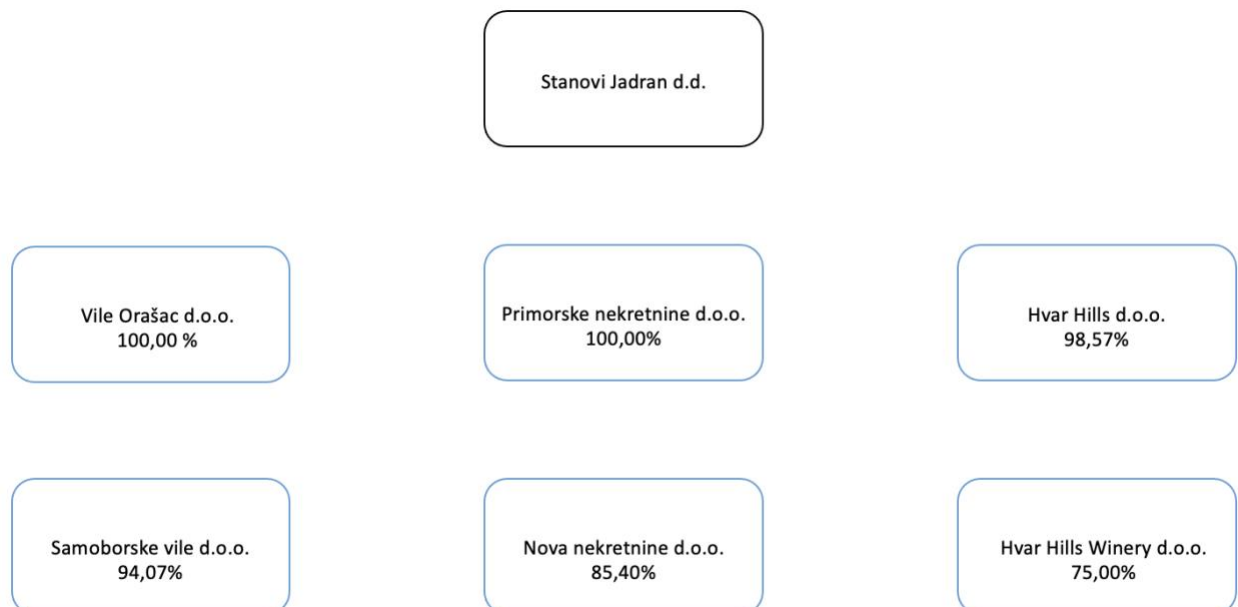 Stanovi Jadran d.d.
Vile Orašac d.o.o.
100,00 %
Primorske nekretnine d.o.o.
100,00%
Hvar Hills d.o.o.
98,57%
Samoborske vile d.o.o.
94,07%
Nova nekretnine d.o.o.
85,40%
Hvar Hills Winery d.o.o.
75,00%